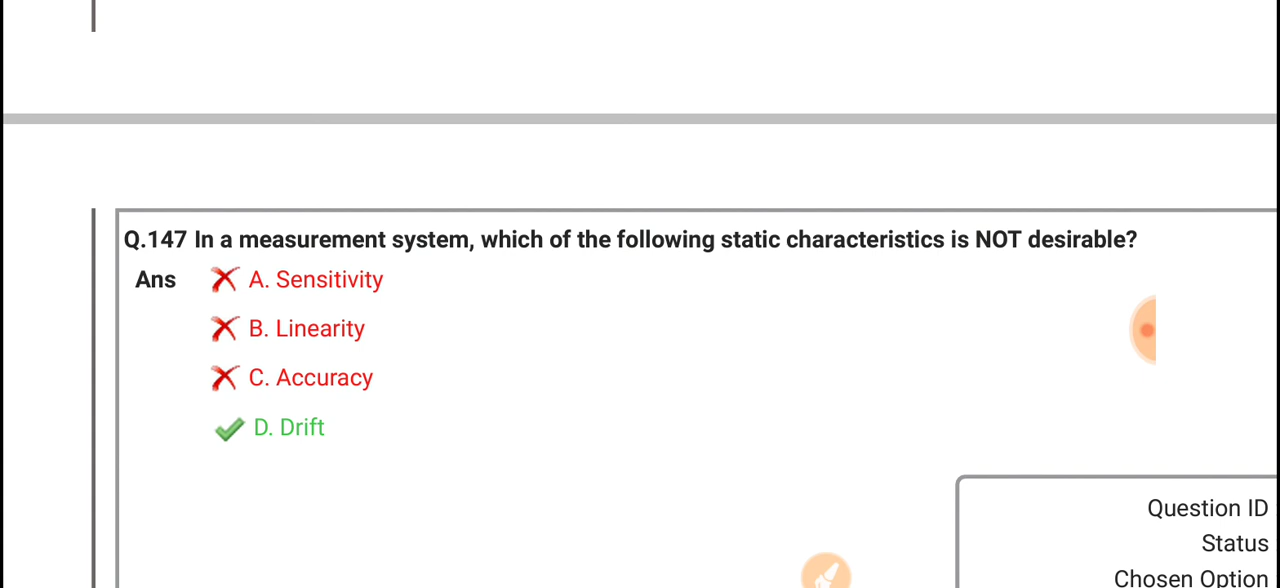 Q.147 In a measurement system, which of the following static characteristics is NOT desirable?
Ans A. Sensitivity
B. Linearity
C. Accuracy
D. Drift
Question ID
Status
Chosen Option